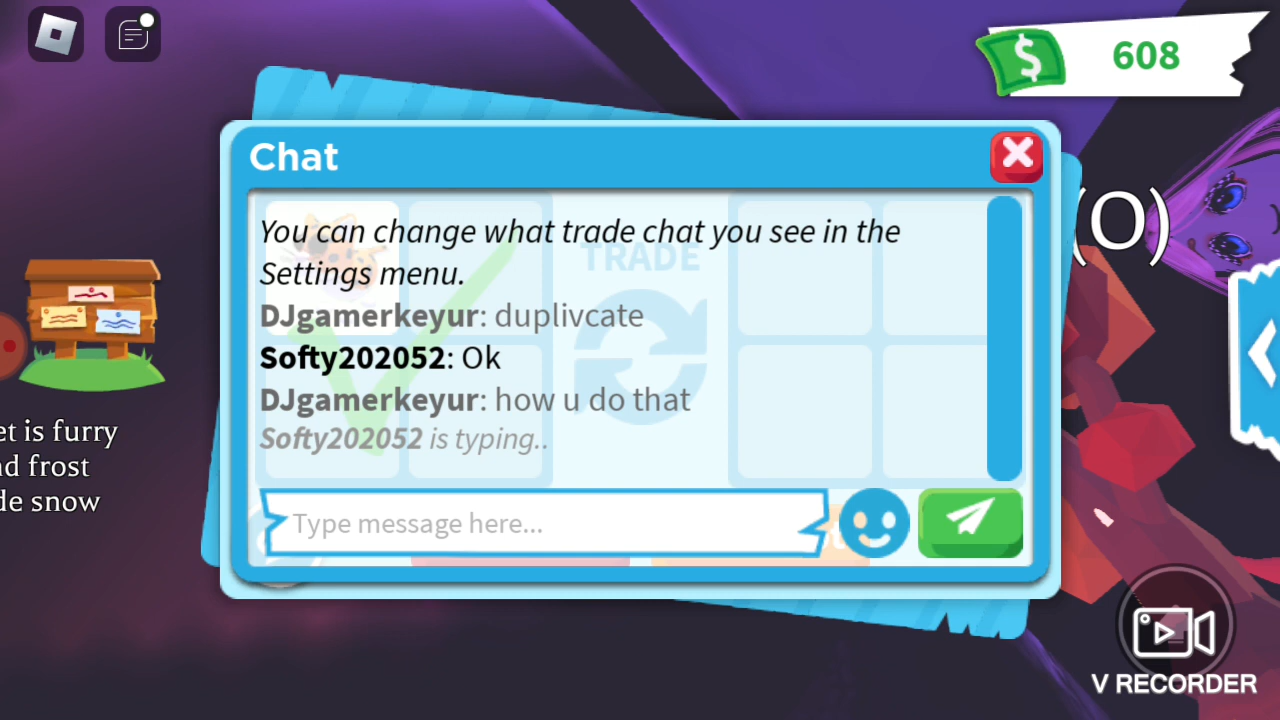 608
Chat
(O)
You can change what trade chat you see in the
Settings menu.
TRADE
DJgamerkeyur: duplivcate
Softty202052: Ok
DJgamerkeyur: how u do that
Softy202052 is typing..
et is furry
nd frost
de snow
Type message here...
V RECORDER